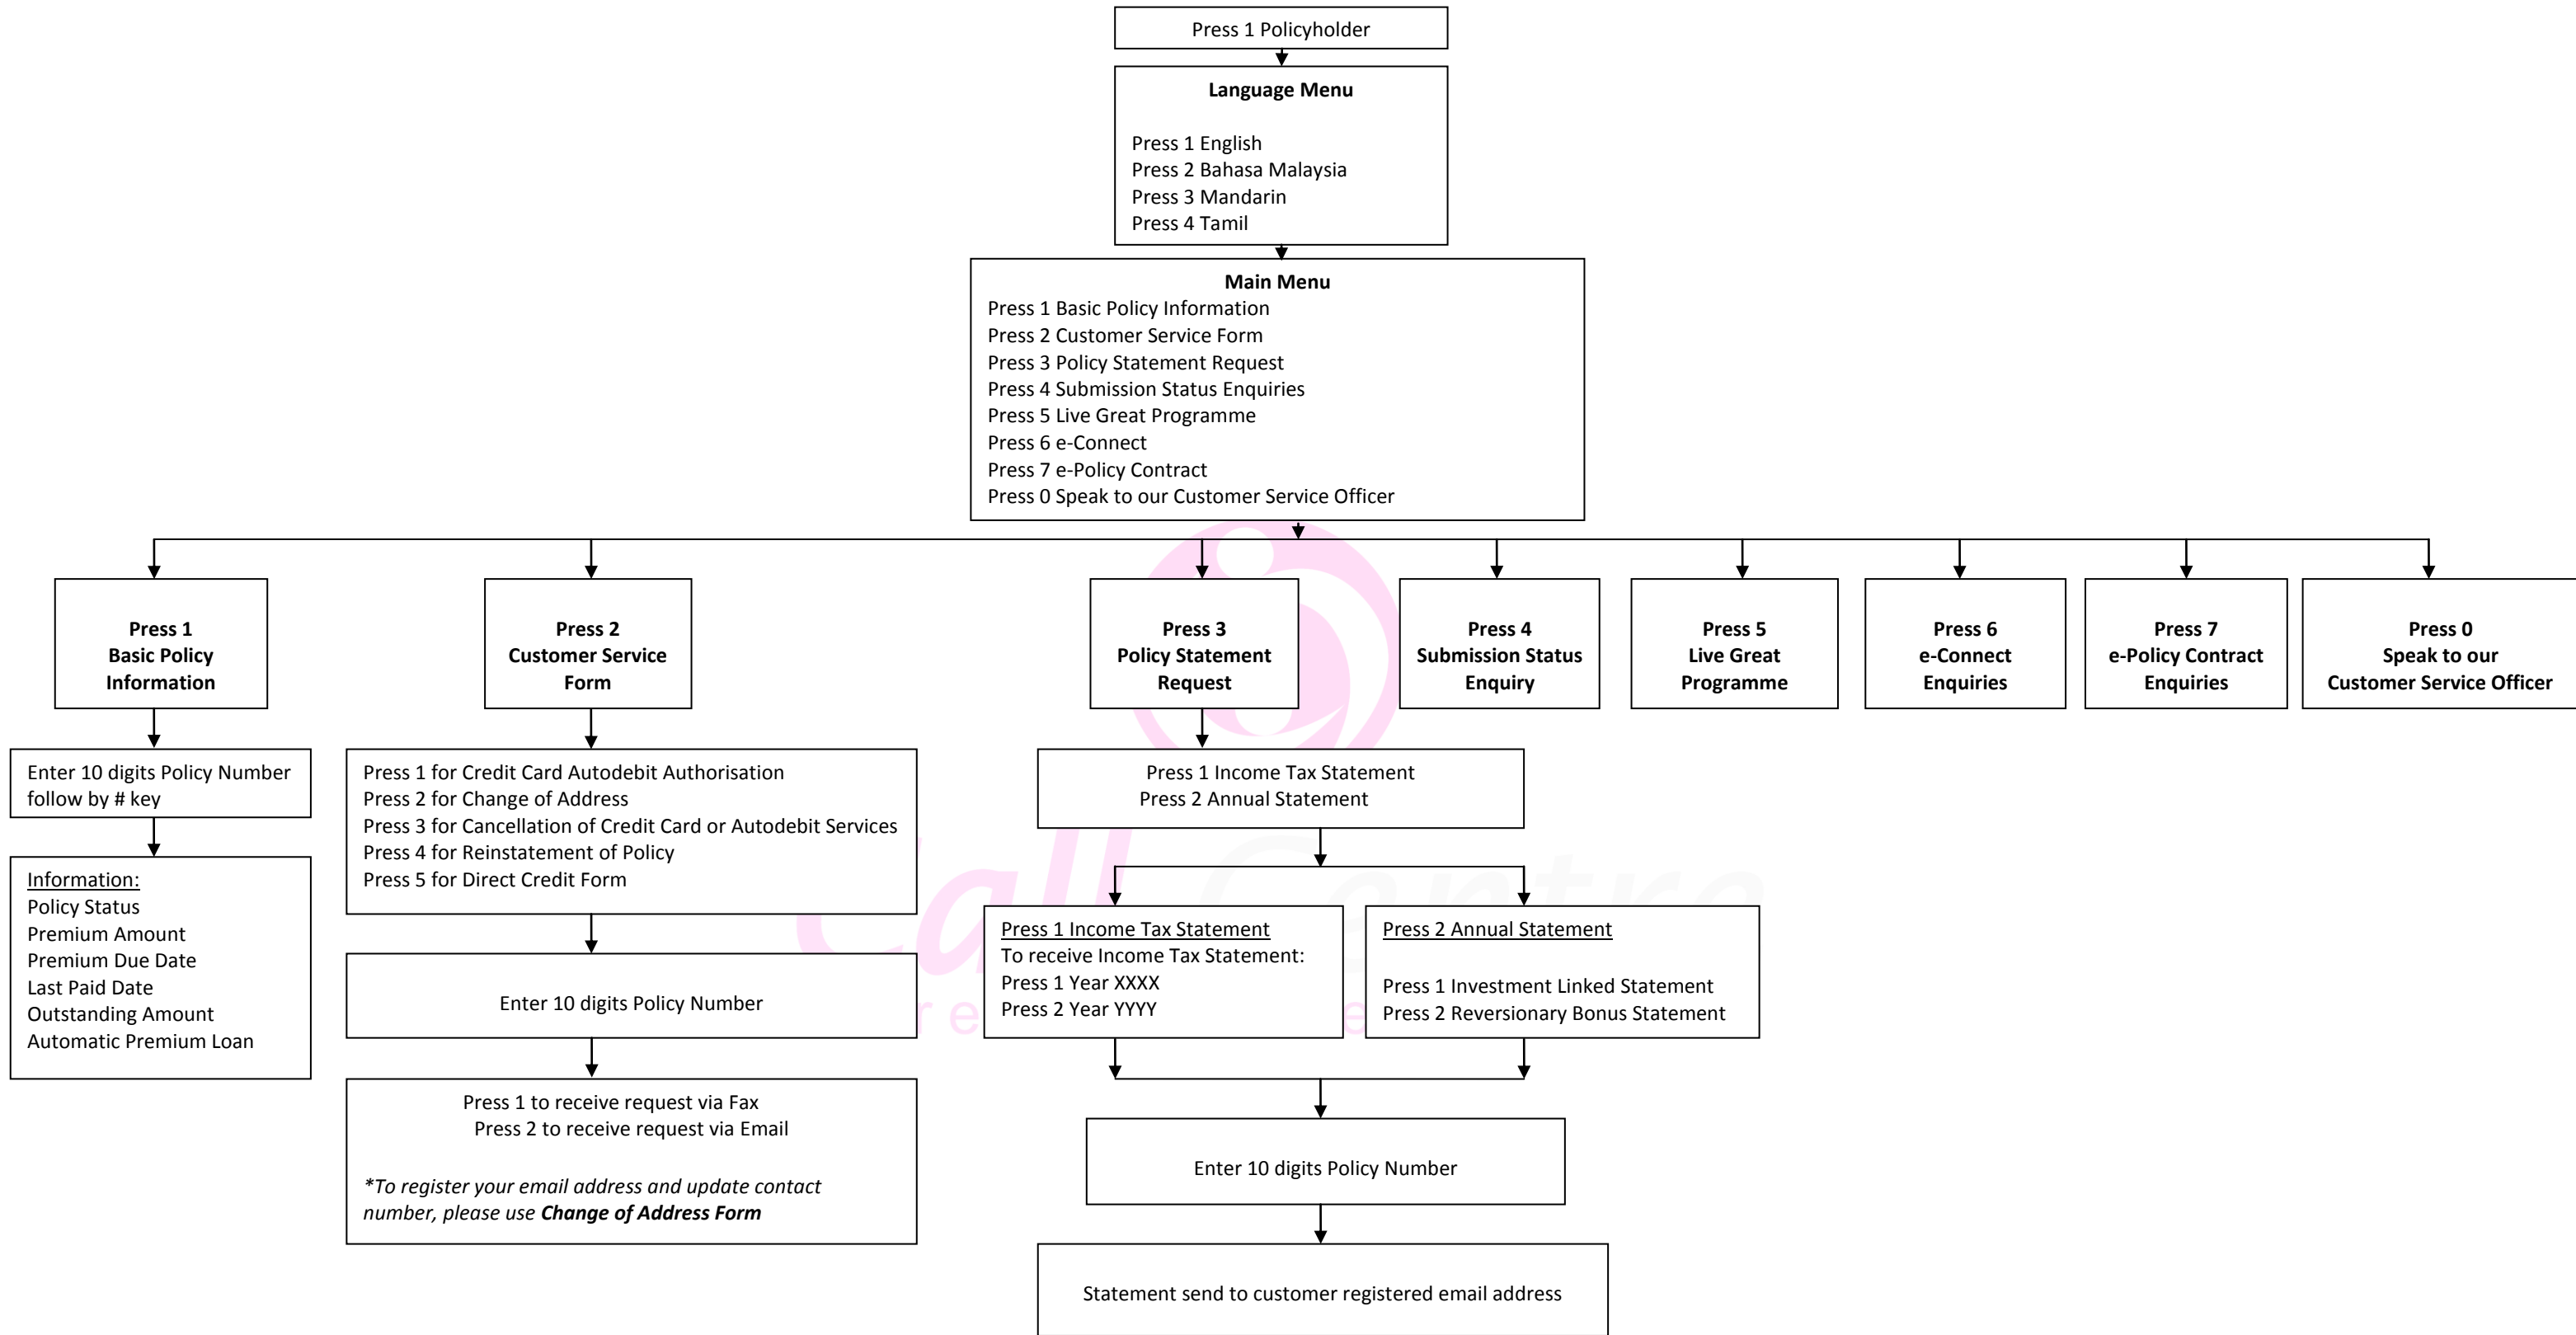 Press 1 Policyholder
Language Menu
Press 1 English
Press 2 Bahasa Malaysia
Press 3 Mandarin
Press 4 Tamil
Main Menu
Press 1 Basic Policy Information
Press 2 Customer Service Form
Press 3 Policy Statement Request
Press 4 Submission Status Enquiries
Press 5 Live Great Programme
Press 6 e-Connect
Press 7 e-Policy Contract
Press 0 Speak to our Customer Service Officer
Press 1
Basic Policy
Information
Enter 10 digits Policy Number
follow by # key
Information:
Policy Status
Premium Amount
Premium Due Date
Last Paid Date
Outstanding Amount
Automatic Premium Loan
Press 2
Customer Service
Form
Press 1 for Credit Card Autodebit Authorisation
Press 2 for Change of Address
Press 3 for Cancellation of Credit Card or Autodebit Services
Press 4 for Reinstatement of Policy
Press 5 for Direct Credit Form
Enter 10 digits Policy Number
Press 1 to receive request via Fax
Press 2 to receive request via Email
*To register your email address and update contact
number, please use Change of Address Form
Press 3
Policy Statement
Request
Press 1 Income Tax Statement
Press 2 Annual Statement
Press 1 Income Tax Statement
To receive Income Tax Statement:
Press 1 Year XXXX
Press 2 Year YYYY
Press 2 Annual Statement
Press 1 Investment Linked Statement
Press 2 Reversionary Bonus Statement
Enter 10 digits Policy Number
Statement send to customer registered email address
Press 4
Submission Status
Enquiry
Press 5
Live Great
Programme
Press 6
e-Connect
Enquiries
Press 7
e-Policy Contract
Enquiries
Press 0
Speak to our
Customer Service Officer
Call Centre